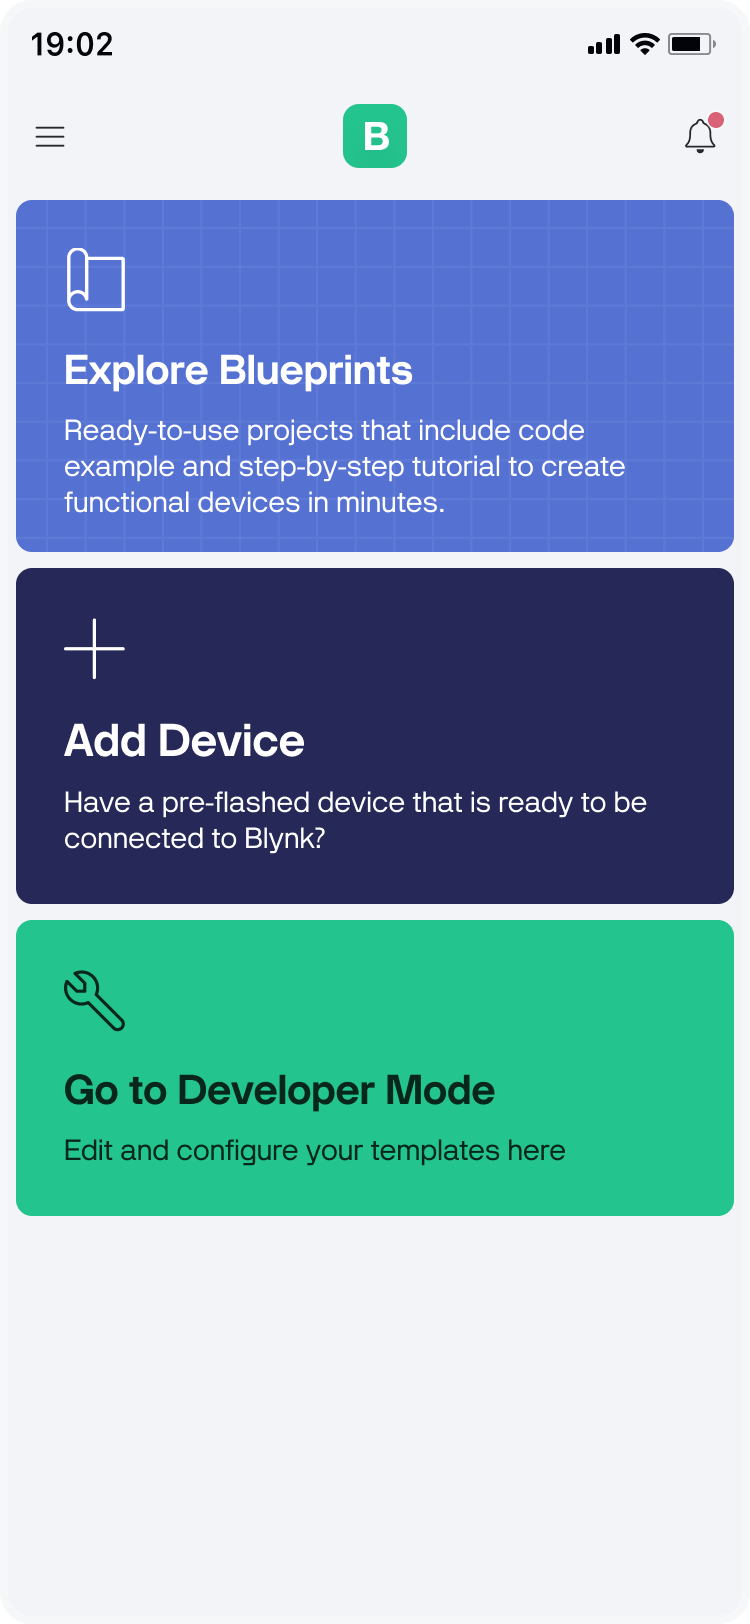 19:02
B
Explore Blueprints
Ready-to-use projects that include code
example and step-by-step tutorial to create
functional devices in minutes.
Add Device
Have a pre-flashed device that is ready to be
connected to Blynk?
Go to Developer Mode
Edit and configure your templates here